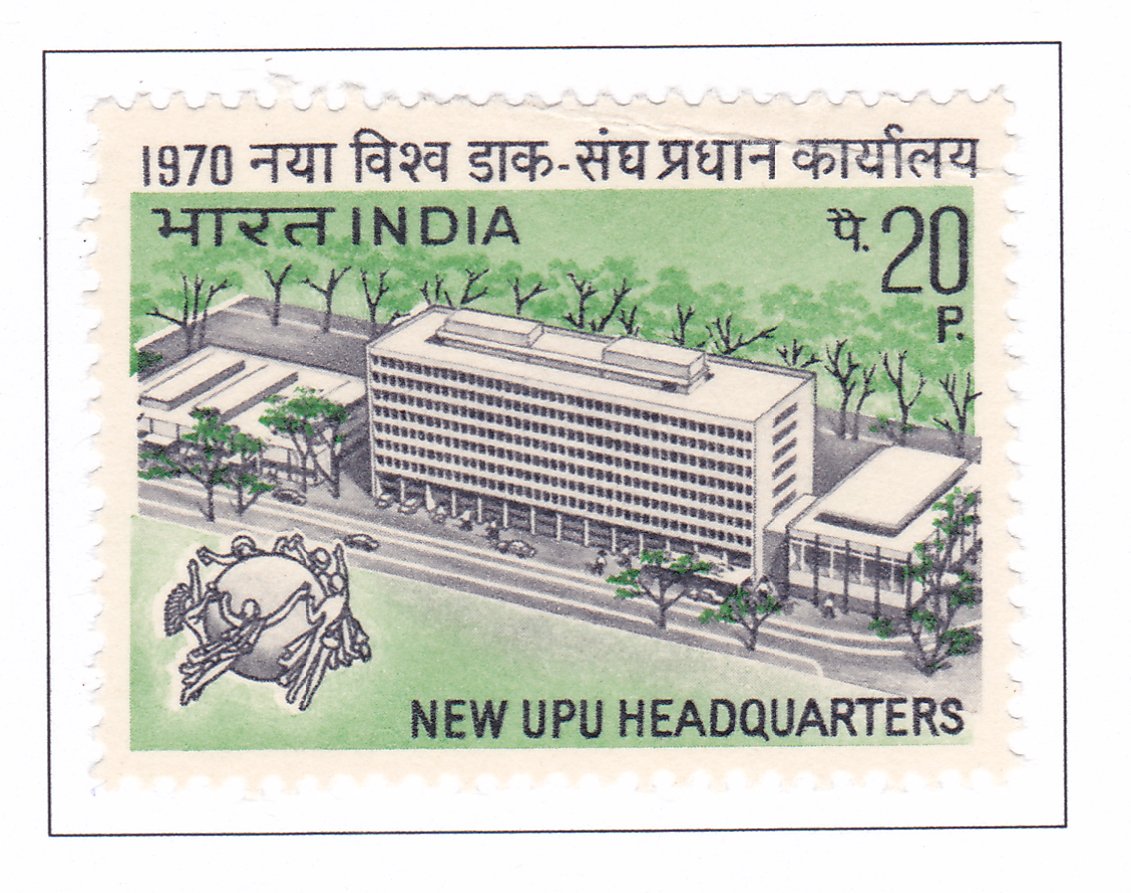 1970 नया विश्व डाक-संघ प्रधान कार्यालय
भारत INDIA
पै. 20
P.
NEW UPU HEADQUARTERS